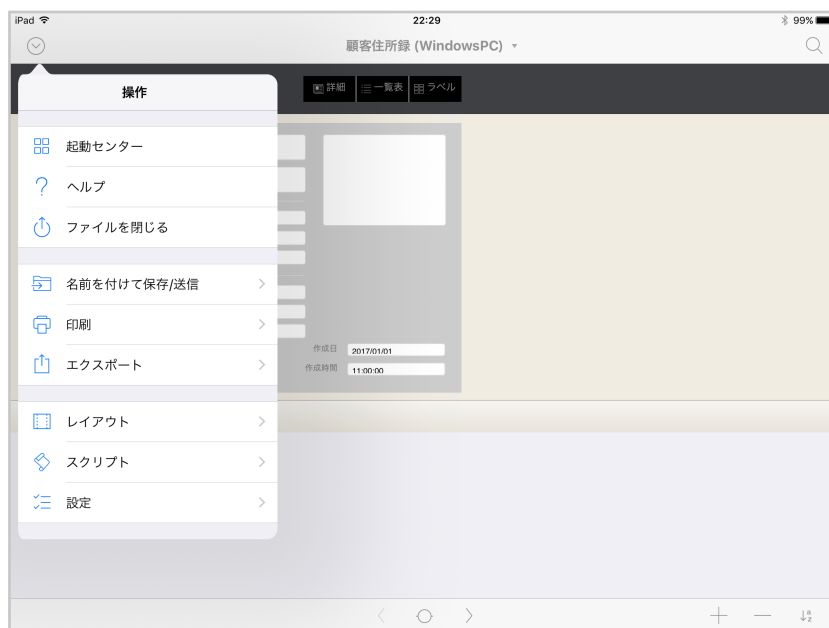 iPad 22:29 99%
顧客住所録 (WindowsPC)
操作
詳細 一覧表 ラベル
起動センター
ヘルプ
ファイルを閉じる
名前を付けて保存/送信
印刷
エクスポート
作成日 2017/01/01
作成時間 11:00:00
レイアウト
スクリプト
設定